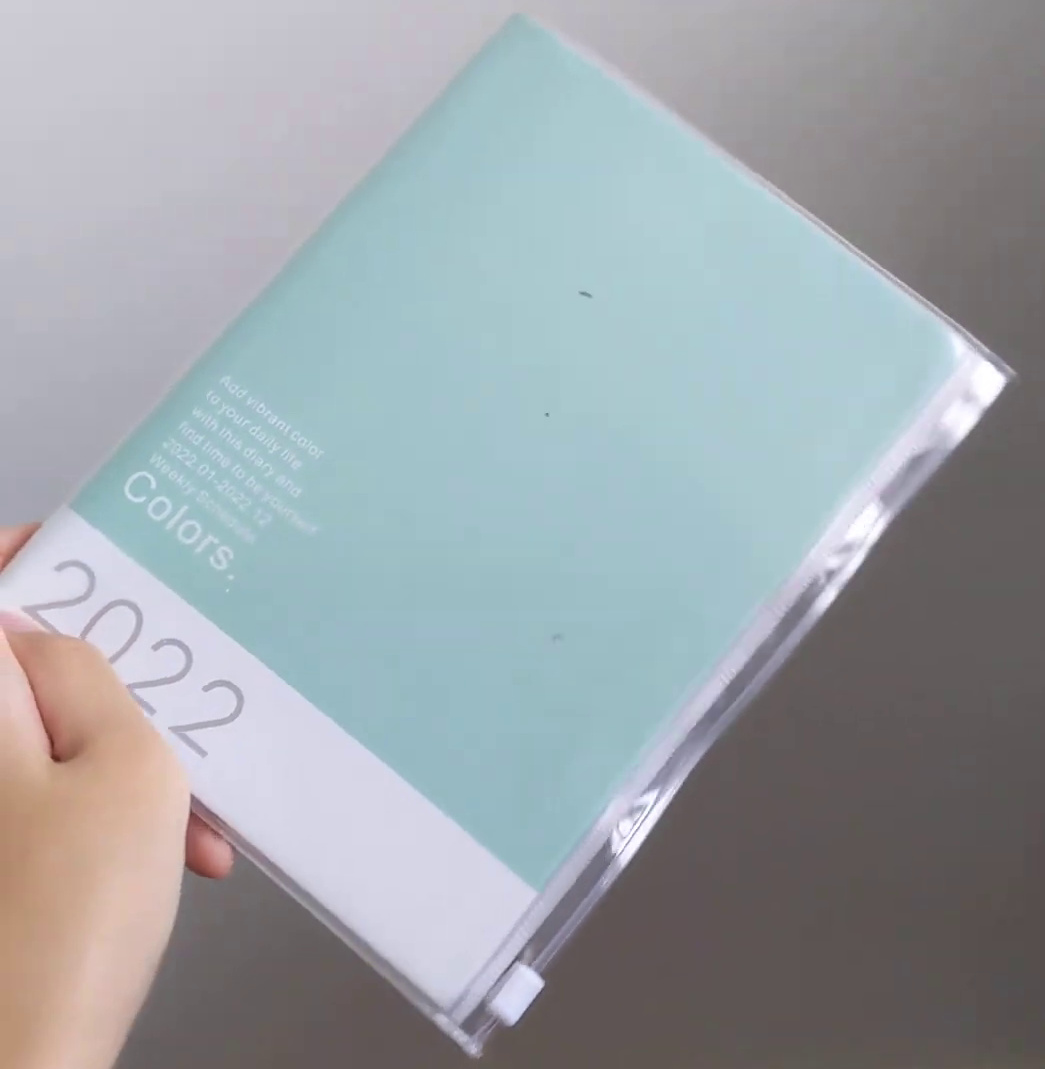 Add vibrant color
to your daily life
with this diary and
find time to be yourself
2022.01-2022.12
Weekly Schedule
Colors.
2022